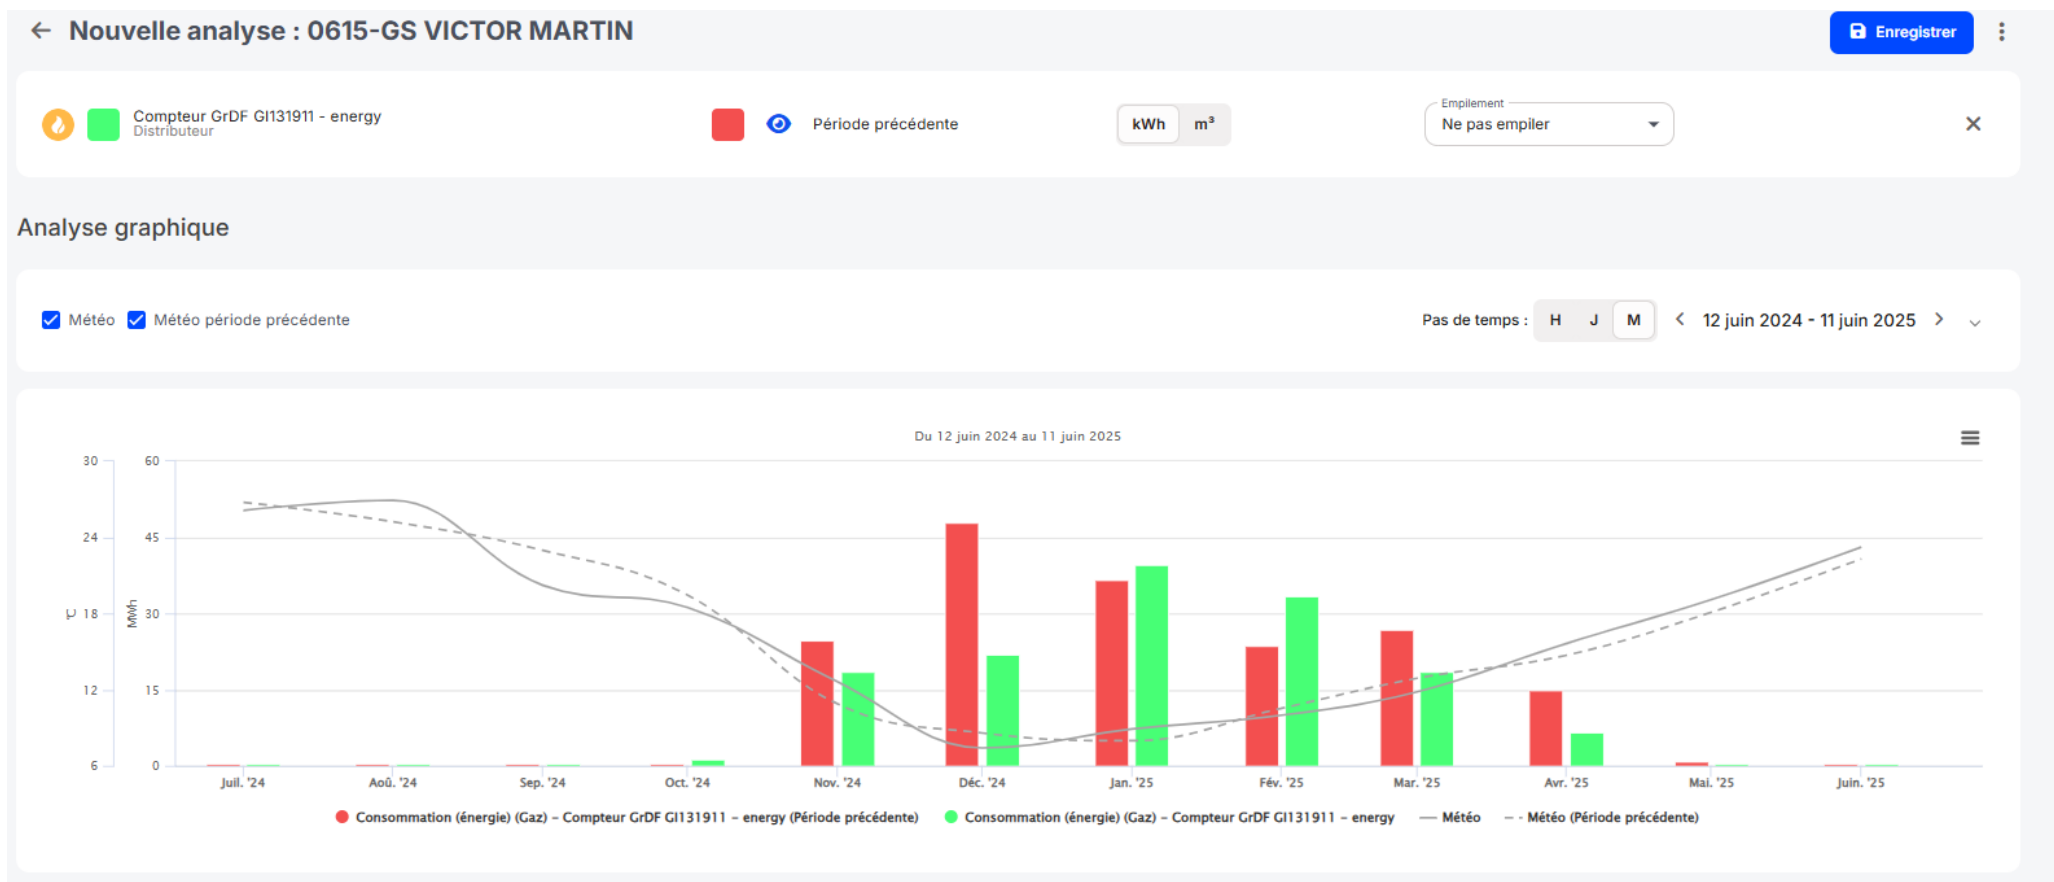 Nouvelle analyse : 0615-GS VICTOR MARTIN
Enregistrer
Compteur GrDF GI131911 - energy
Distributeur
Période précédente
kWh m³
Empilement
Ne pas empiler
Analyse graphique
Météo Météo période précédente
Pas de temps : H J M 12 juin 2024 - 11 juin 2025
Du 12 juin 2024 au 11 juin 2025
30 60
24 45
°C 18 MWh 30
12 15
6 0
Juil. '24 Aoû. '24 Sep. '24 Oct. '24 Nov. '24 Déc. '24 Jan. '25 Fév. '25 Mar. '25 Avr. '25 Mai. '25 Juin. '25
Consommation (énergie) (Gaz) – Compteur GrDF GI131911 – energy (Période précédente) Consommation (énergie) (Gaz) – Compteur GrDF GI131911 – energy Météo Météo (Période précédente)